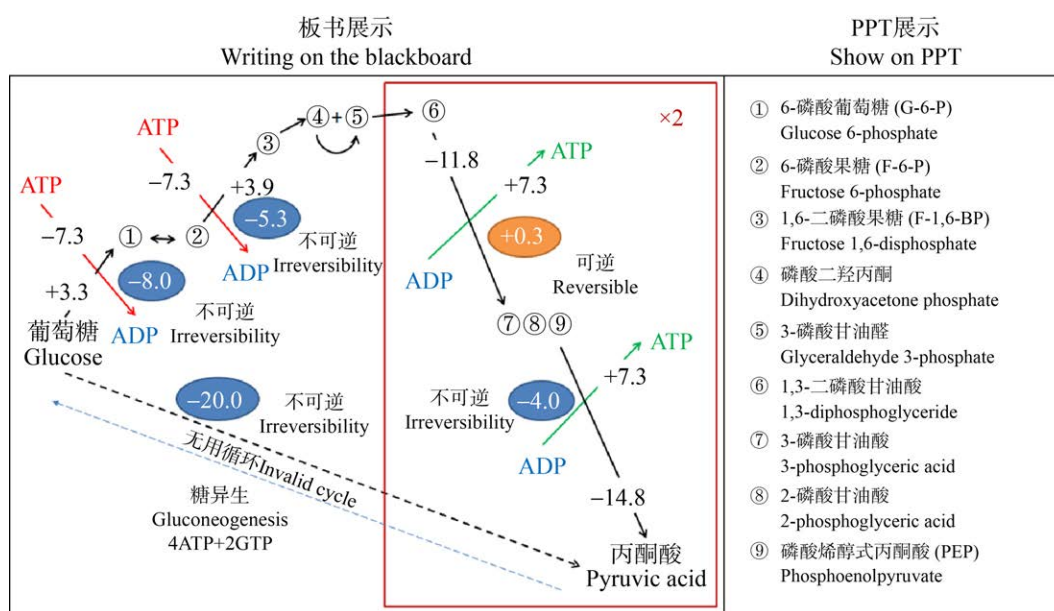 板书展示
Writing on the blackboard
PPT展示
Show on PPT
ATP
−7.3
+3.3
葡萄糖
Glucose
①
②
−8.0
ADP
不可逆
Irreversibility
ATP
−7.3
+3.9
−5.3
ADP
不可逆
Irreversibility
③
④+⑤
⑥
×2
−11.8
ATP
+7.3
+0.3
ADP
可逆
Reversible
⑦⑧⑨
ATP
+7.3
不可逆
Irreversibility
−4.0
ADP
−14.8
丙酮酸
Pyruvic acid
−20.0
不可逆
Irreversibility
无用循环Invalid cycle
糖异生
Gluconeogenesis
4ATP+2GTP
① 6-磷酸葡萄糖 (G-6-P)
Glucose 6-phosphate
② 6-磷酸果糖 (F-6-P)
Fructose 6-phosphate
③ 1,6-二磷酸果糖 (F-1,6-BP)
Fructose 1,6-disphosphate
④ 磷酸二羟丙酮
Dihydroxyacetone phosphate
⑤ 3-磷酸甘油醛
Glyceraldehyde 3-phosphate
⑥ 1,3-二磷酸甘油酸
1,3-diphosphoglyceride
⑦ 3-磷酸甘油酸
3-phosphoglyceric acid
⑧ 2-磷酸甘油酸
2-phosphoglyceric acid
⑨ 磷酸烯醇式丙酮酸 (PEP)
Phosphoenolpyruvate